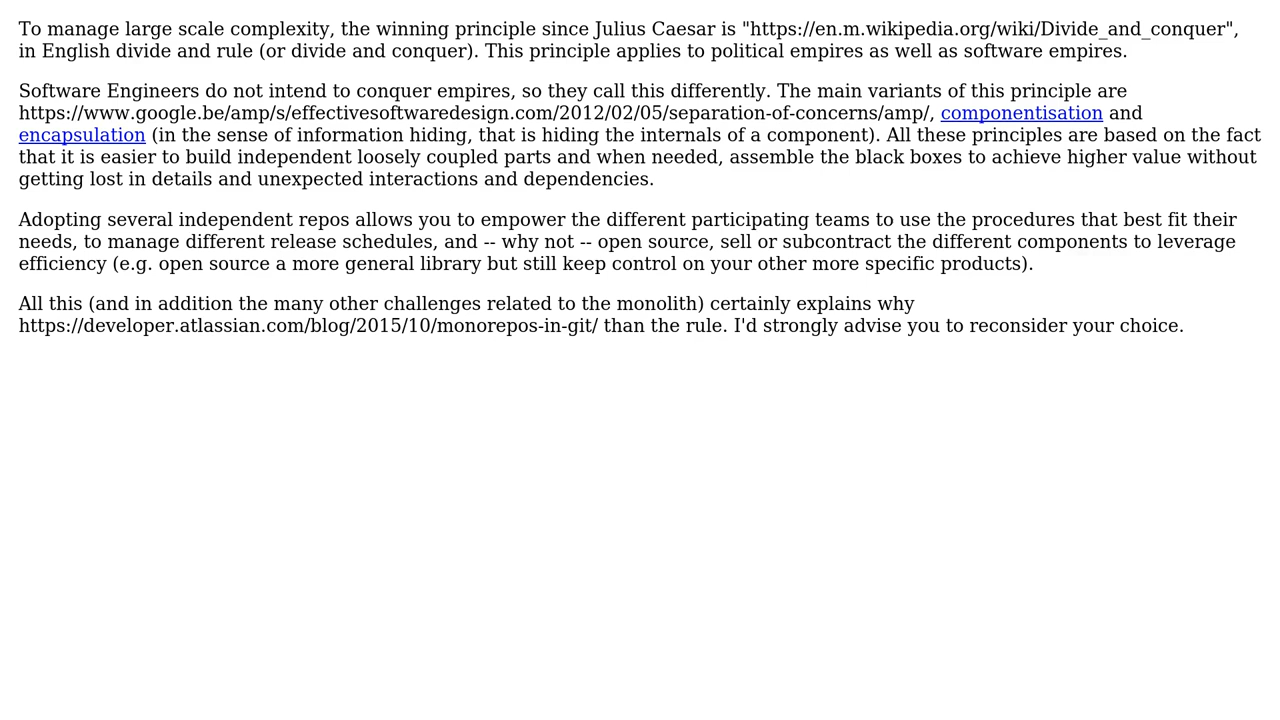 To manage large scale complexity, the winning principle since Julius Caesar is "https://en.m.wikipedia.org/wiki/Divide_and_conquer",
in English divide and rule (or divide and conquer). This principle applies to political empires as well as software empires.
Software Engineers do not intend to conquer empires, so they call this differently. The main variants of this principle are
https://www.google.be/amp/s/effectivesoftwaredesign.com/2012/02/05/separation-of-concerns/amp/, componentisation and
encapsulation (in the sense of information hiding, that is hiding the internals of a component). All these principles are based on the fact
that it is easier to build independent loosely coupled parts and when needed, assemble the black boxes to achieve higher value without
getting lost in details and unexpected interactions and dependencies.
Adopting several independent repos allows you to empower the different participating teams to use the procedures that best fit their
needs, to manage different release schedules, and -- why not -- open source, sell or subcontract the different components to leverage
efficiency (e.g. open source a more general library but still keep control on your other more specific products).
All this (and in addition the many other challenges related to the monolith) certainly explains why
https://developer.atlassian.com/blog/2015/10/monorepos-in-git/ than the rule. I'd strongly advise you to reconsider your choice.